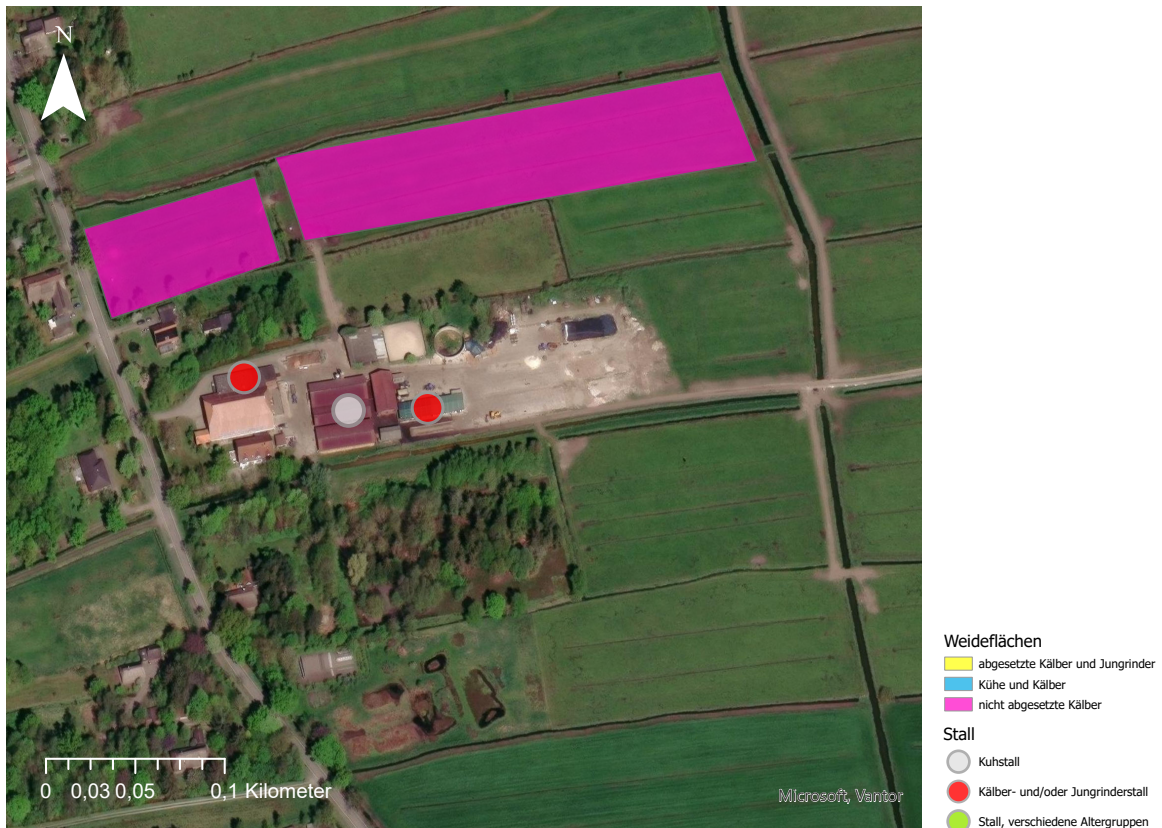 N
0 0,03 0,05 0,1 Kilometer
Microsoft, Vantor
Weideflächen
abgesetzte Kälber und Jungrinder
Kühe und Kälber
nicht abgesetzte Kälber
Stall
Kuhstall
Kälber- und/oder Jungrinderstall
Stall, verschiedene Altergruppen